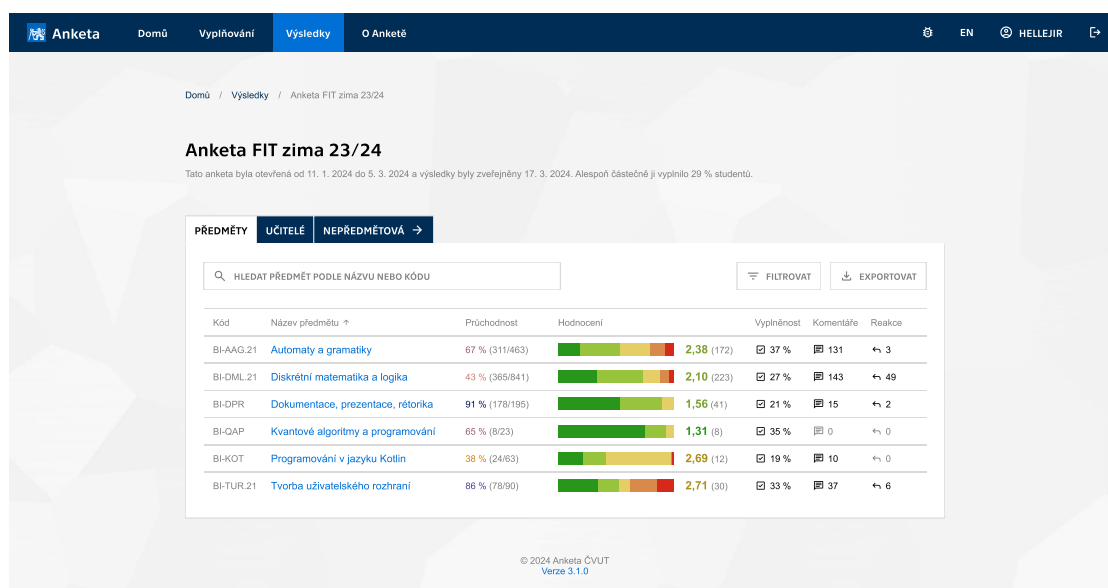 Anketa Domů Vyplňování Výsledky O Anketě EN HELLEJIR
Domů / Výsledky / Anketa FIT zima 23/24
Anketa FIT zima 23/24
Tato anketa byla otevřená od 11. 1. 2024 do 5. 3. 2024 a výsledky byly zveřejněny 17. 3. 2024. Alespoň částečně ji vyplnilo 29 % studentů.
PŘEDMĚTY UČITELÉ NEPŘEDMĚTOVÁ →
HLEDAT PŘEDMĚT PODLE NÁZVU NEBO KÓDU FILTROVAT EXPORTOVAT
Kód Název předmětu ↑ Průchodnost Hodnocení Vyplněnost Komentáře Reakce
BI-AAG.21 Automaty a gramatiky 67 % (311/463) 2,38 (172) 37 % 131 3
BI-DML.21 Diskrétní matematika a logika 43 % (365/841) 2,10 (223) 27 % 143 49
BI-DPR Dokumentace, prezentace, rétorika 91 % (178/195) 1,56 (41) 21 % 15 2
BI-QAP Kvantové algoritmy a programování 65 % (8/23) 1,31 (8) 35 % 0 0
BI-KOT Programování v jazyku Kotlin 38 % (24/63) 2,69 (12) 19 % 10 0
BI-TUR.21 Tvorba uživatelského rozhraní 86 % (78/90) 2,71 (30) 33 % 37 6
© 2024 Anketa ČVUT
Verze 3.1.0